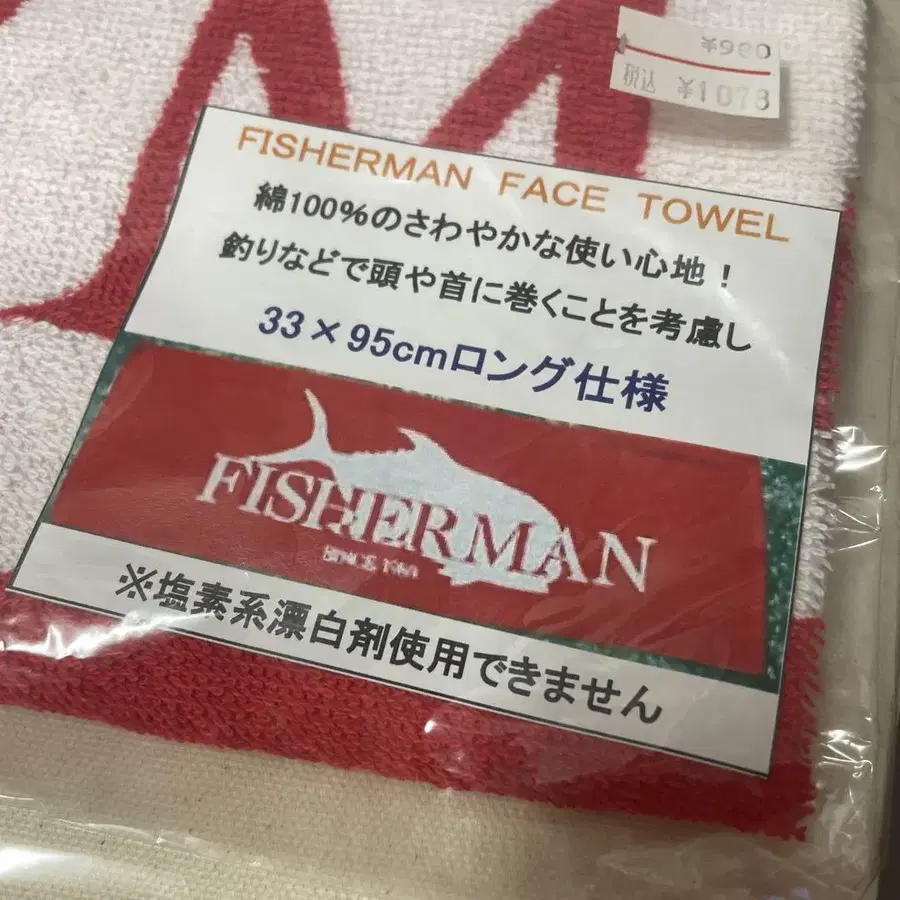 ¥980
税込 ¥1078
FISHERMAN FACE TOWEL
綿100%のさわやかな使い心地！
釣りなどで頭や首に巻くことを考慮し
33×95cmロング仕様
FISHERMAN
SINCE
※塩素系漂白剤使用できません